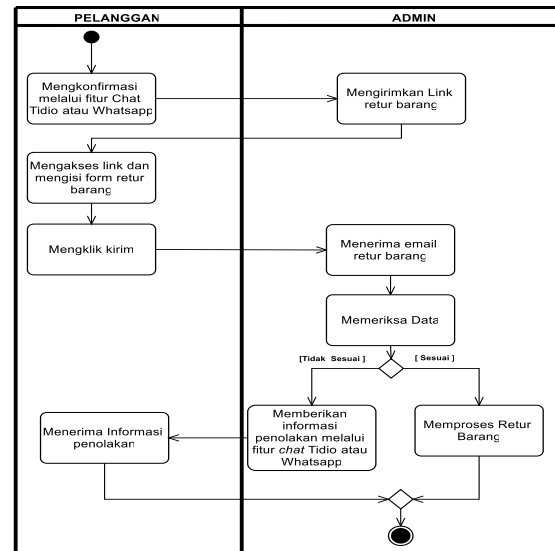 PELANGGAN
ADMIN
Mengkonfirmasi
melalui fitur Chat
Tidio atau Whatsapp
Mengirimkan Link
retur barang
Mengakses link dan
mengisi form retur
barang
Mengklik kirim
Menerima email
retur barang
Memeriksa Data
[Tidak Sesuai ]
[ Sesuai ]
Memberikan
informasi
penolakan melalui
fitur chat Tidio atau
Whatsapp
Memproses Retur
Barang
Menerima Informasi
penolakan